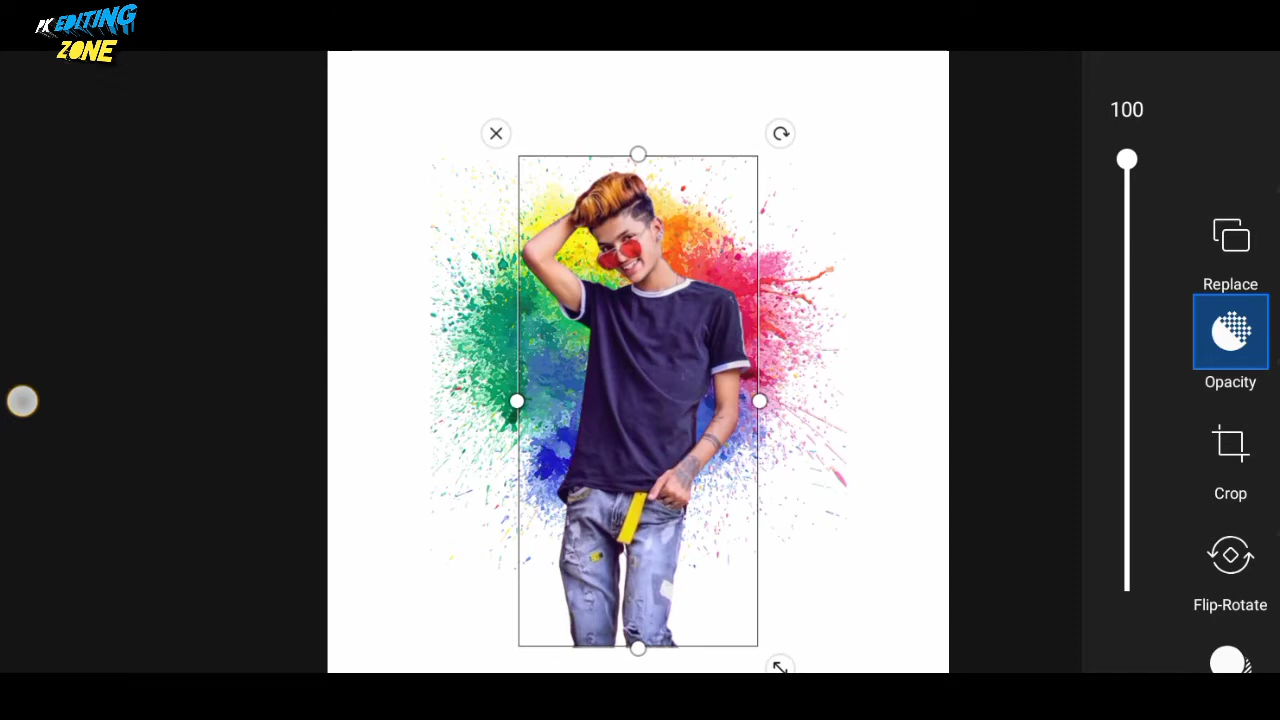 PK EDITING
ZONE
100
Replace
Opacity
Crop
Flip-Rotate